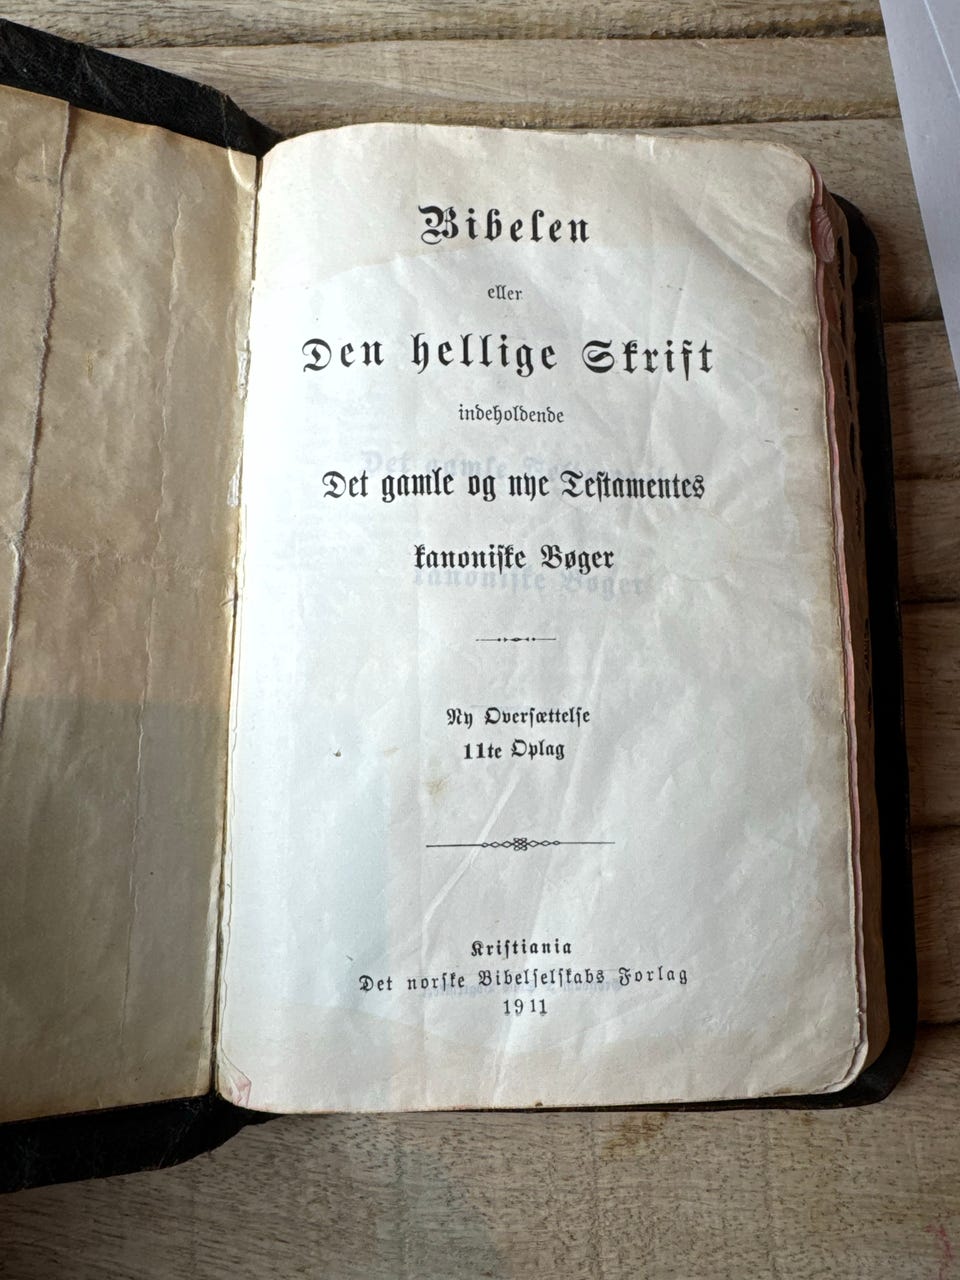 Bibelen
eller
Den hellige Skrift
indeholdende
Det gamle og nye Testamentes
kanoniske Bøger
Ny Oversættelse
11te Oplag
Kristiania
Det norske Bibelselskabs Forlag
1911